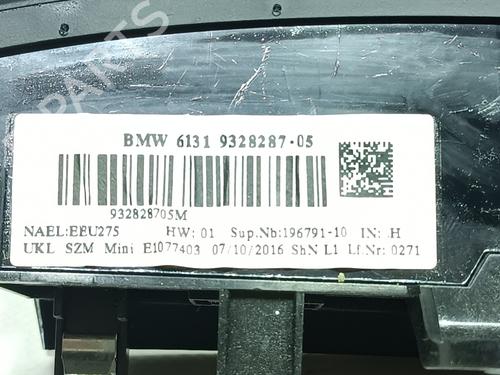 BMW 6131 9328287-05
932828705M
NAEL:EEU275 HW: 01 Sup.Nb:196791-10 IN: .H
UKL SZM Mini E1077403 07/10/2016 ShN L1 Lf.Nr: 0271